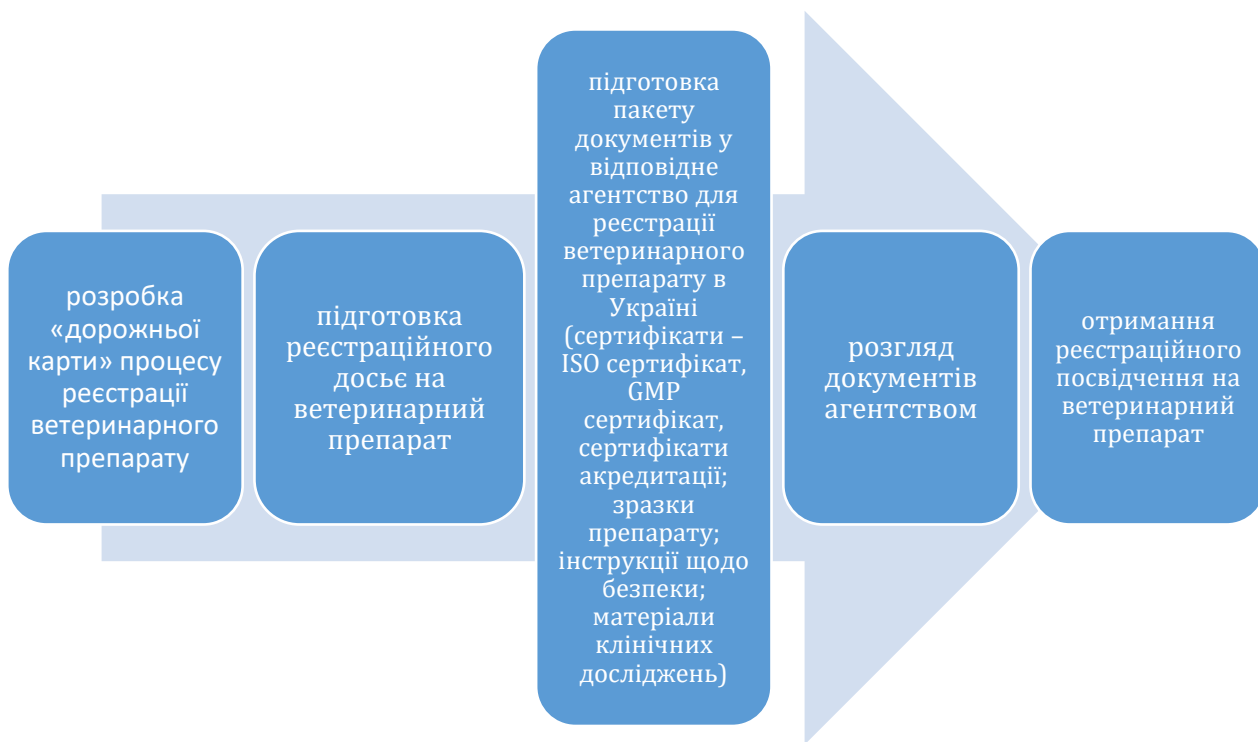 розробка
«дорожньої
карти» процесу
реєстрації
ветеринарного
препарату
підготовка
реєстраційного
досьє на
ветеринарний
препарат
підготовка
пакету
документів у
відповідне
агентство для
реєстрації
ветеринарного
препарату в
Україні
(сертифікати –
ISO сертифікат,
GMP
сертифікат,
сертифікати
акредитації;
зразки
препарату;
інструкції щодо
безпеки;
матеріали
клінічних
досліджень)
розгляд
документів
агентством
отримання
реєстраційного
посвідчення на
ветеринарний
препарат